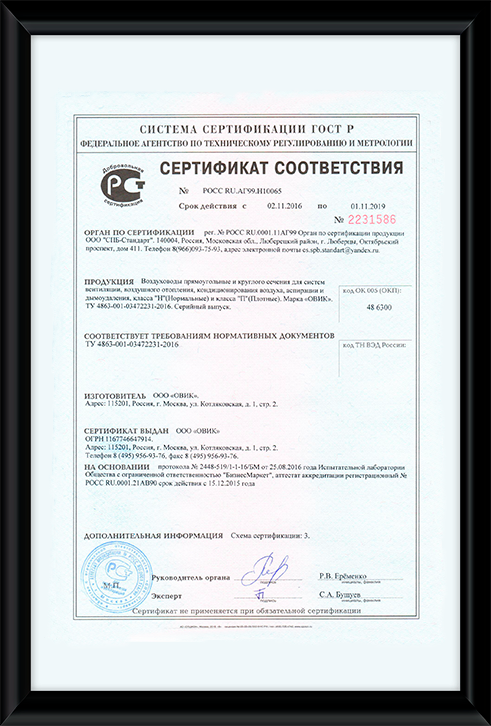 СИСТЕМА СЕРТИФИКАЦИИ ГОСТ Р
ФЕДЕРАЛЬНОЕ АГЕНТСТВО ПО ТЕХНИЧЕСКОМУ РЕГУЛИРОВАНИЮ И МЕТРОЛОГИИ
Добровольная
сертификация
СЕРТИФИКАТ СООТВЕТСТВИЯ
№ РОСС RU.АГ99.Н10065
Срок действия с 02.11.2016 по 01.11.2019
№ 2231586
ОРГАН ПО СЕРТИФИКАЦИИ рег. № РОСС RU.0001.11АГ99 Орган по сертификации продукции
ООО "СПБ-Стандарт". 140004, Россия, Московская обл., Люберецкий район, г. Люберцы, Октябрьский
проспект, дом 411. Телефон 8(966)093-75-93, адрес электронной почты cs.spb.standart@yandex.ru.
ПРОДУКЦИЯ Воздуховоды прямоугольные и круглого сечения для систем
вентиляции, воздушного отопления, кондиционирования воздуха, аспирации и
дымоудаления, класса "Н"(Нормальные) и класса "П"(Плотные). Марка «ОВИК».
ТУ 4863-001-03472231-2016. Серийный выпуск.
код ОК 005 (ОКП):
48 6300
СООТВЕТСТВУЕТ ТРЕБОВАНИЯМ НОРМАТИВНЫХ ДОКУМЕНТОВ
ТУ 4863-001-03472231-2016
код ТН ВЭД России:
ИЗГОТОВИТЕЛЬ ООО «ОВИК».
Адрес: 115201, Россия, г. Москва, ул. Котляковская, д. 1, стр. 2.
СЕРТИФИКАТ ВЫДАН ООО «ОВИК»
ОГРН 1167746647914.
Адрес: 115201, Россия, г. Москва, ул. Котляковская, д. 1, стр. 2.
Телефон 8 (495) 956-93-76, факс 8 (495) 956-93-76.
НА ОСНОВАНИИ протокола № 2448-519/1-1-16/БМ от 25.08.2016 года Испытательной лаборатории
Общества с ограниченной ответственностью "БизнесМаркет", аттестат аккредитации регистрационный №
РОСС RU.0001.21АВ90 срок действия с 15.12.2015 года
ДОПОЛНИТЕЛЬНАЯ ИНФОРМАЦИЯ Схема сертификации: 3.
М.П.
Руководитель органа Р.В. Ерёменко
подпись инициалы, фамилия
Эксперт С.А. Бущуев
подпись инициалы, фамилия
Сертификат не применяется при обязательной сертификации